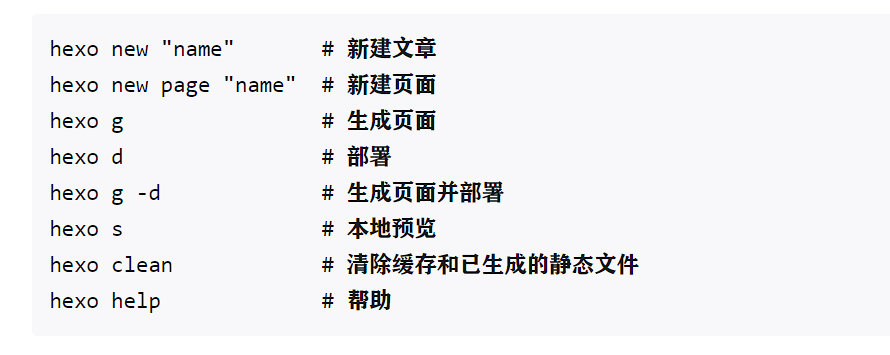 hexo new "name"       # 新建文章
hexo new page "name"  # 新建页面
hexo g                # 生成页面
hexo d                # 部署
hexo g -d             # 生成页面并部署
hexo s                # 本地预览
hexo clean            # 清除缓存和已生成的静态文件
hexo help             # 帮助